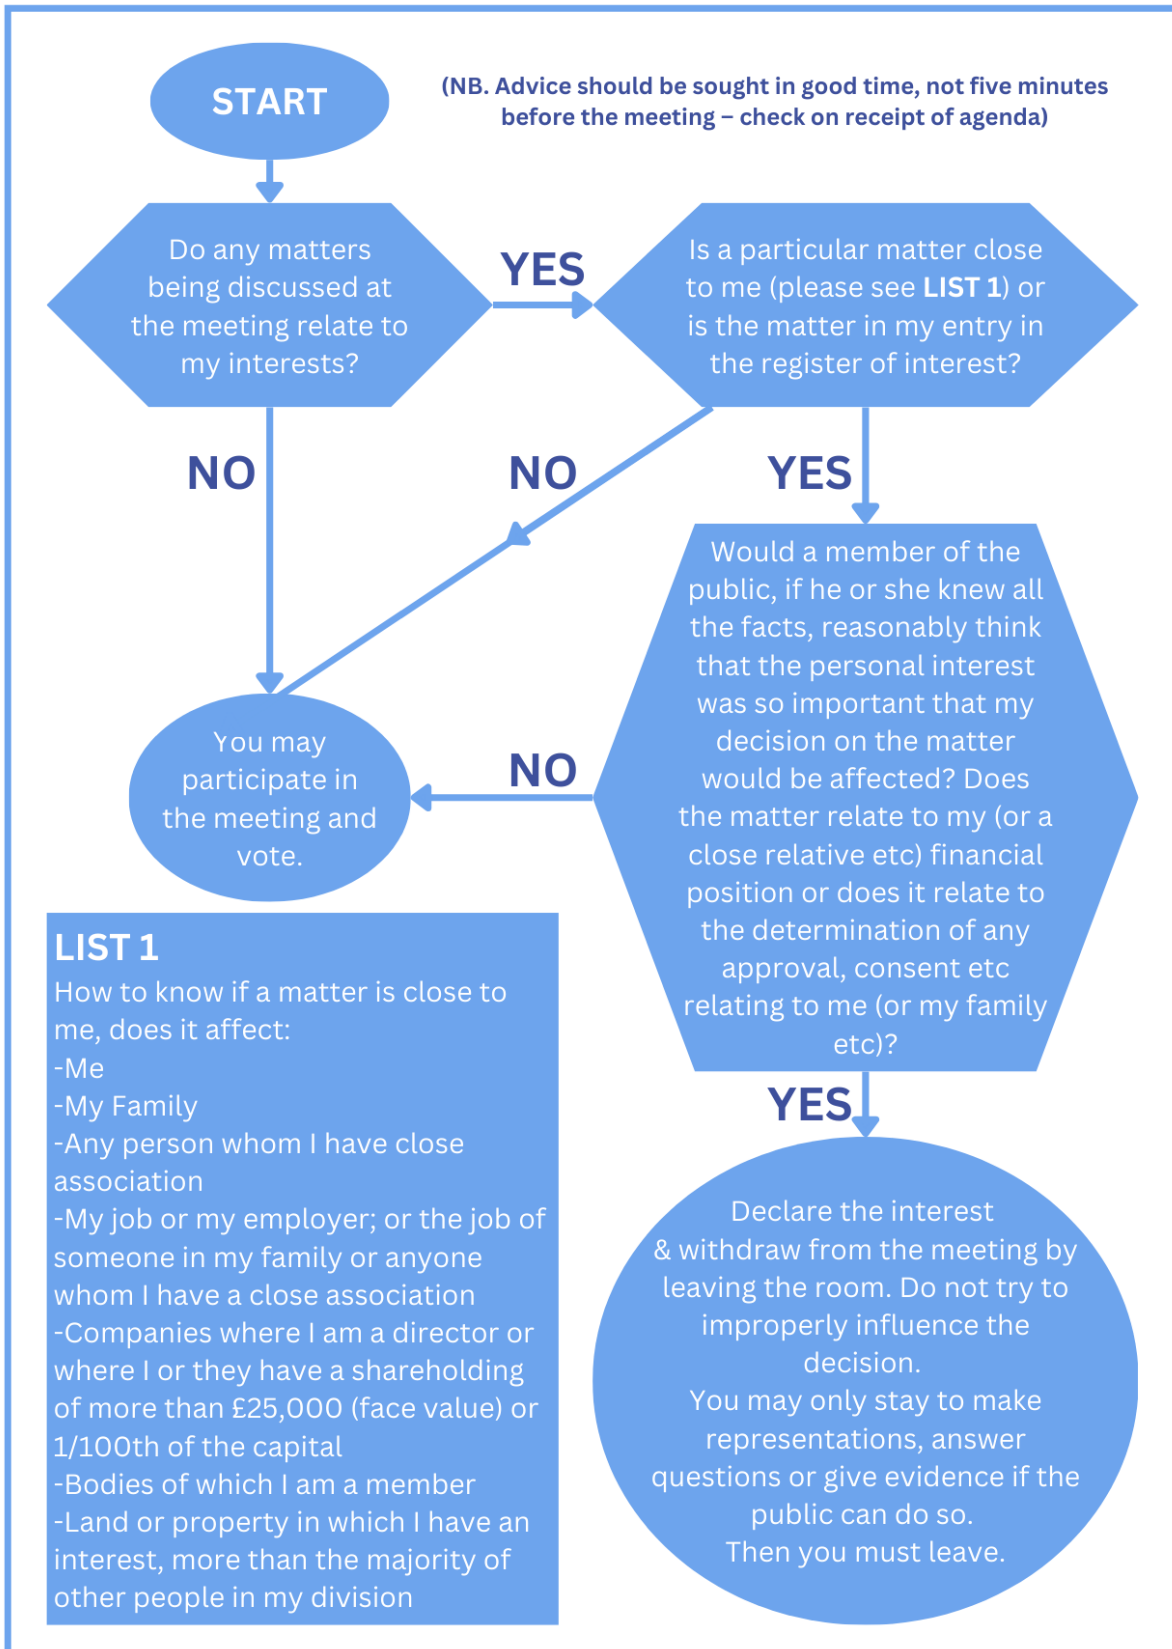 START
(NB. Advice should be sought in good time, not five minutes
before the meeting – check on receipt of agenda)
Do any matters
being discussed at
the meeting relate to
my interests?
YES
Is a particular matter close
to me (please see LIST 1) or
is the matter in my entry in
the register of interest?
NO
NO
YES
Would a member of the
public, if he or she knew all
the facts, reasonably think
that the personal interest
was so important that my
decision on the matter
would be affected? Does
the matter relate to my (or a
close relative etc) financial
position or does it relate to
the determination of any
approval, consent etc
relating to me (or my family
etc)?
NO
You may
participate in
the meeting and
vote.
YES
Declare the interest
& withdraw from the meeting by
leaving the room. Do not try to
improperly influence the
decision.
You may only stay to make
representations, answer
questions or give evidence if the
public can do so.
Then you must leave.
LIST 1
How to know if a matter is close to
me, does it affect:
-Me
-My Family
-Any person whom I have close
association
-My job or my employer; or the job of
someone in my family or anyone
whom I have a close association
-Companies where I am a director or
where I or they have a shareholding
of more than £25,000 (face value) or
1/100th of the capital
-Bodies of which I am a member
-Land or property in which I have an
interest, more than the majority of
other people in my division